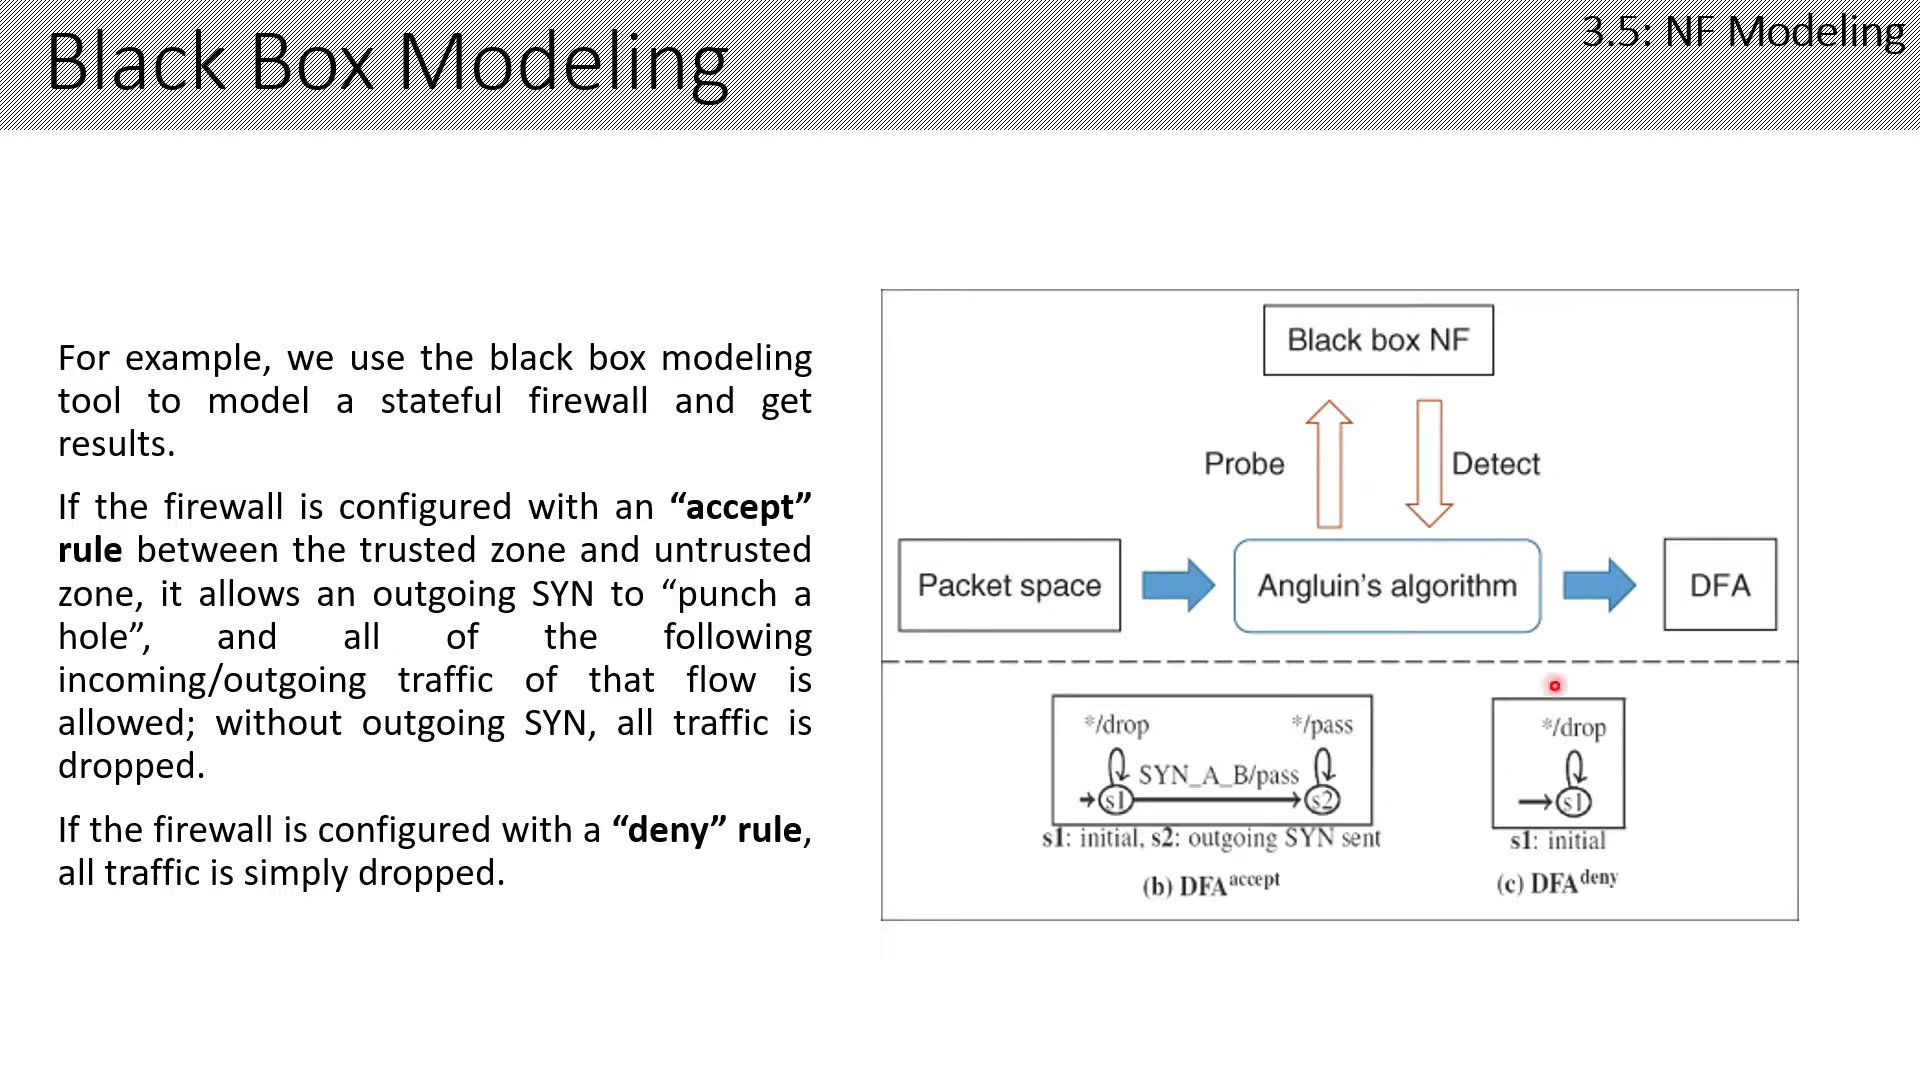 Black Box Modeling
3.5: NF Modeling
For example, we use the black box modeling
tool to model a stateful firewall and get
results.
If the firewall is configured with an “accept”
rule between the trusted zone and untrusted
zone, it allows an outgoing SYN to “punch a
hole”, and all of the following
incoming/outgoing traffic of that flow is
allowed; without outgoing SYN, all traffic is
dropped.
If the firewall is configured with a “deny” rule,
all traffic is simply dropped.
Black box NF
Probe
Detect
Packet space
Angluin’s algorithm
DFA
*/drop
*/pass
SYN_A_B/pass
s1
s2
s1: initial, s2: outgoing SYN sent
(b) DFA accept
*/drop
s1
s1: initial
(c) DFA deny